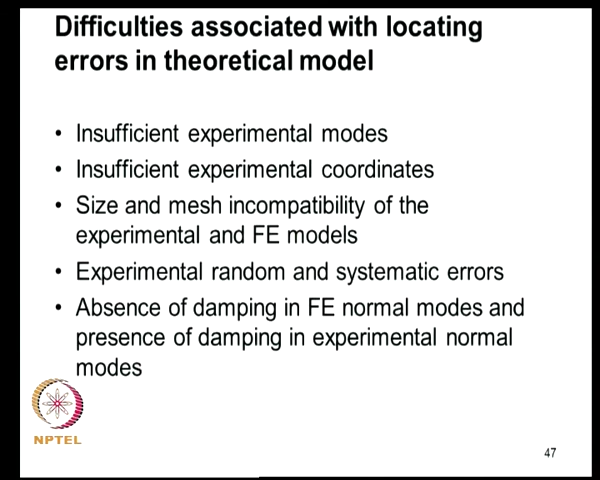 Difficulties associated with locating
errors in theoretical model
• Insufficient experimental modes
• Insufficient experimental coordinates
• Size and mesh incompatibility of the
experimental and FE models
• Experimental random and systematic errors
• Absence of damping in FE normal modes and
presence of damping in experimental normal
modes
NPTEL
47